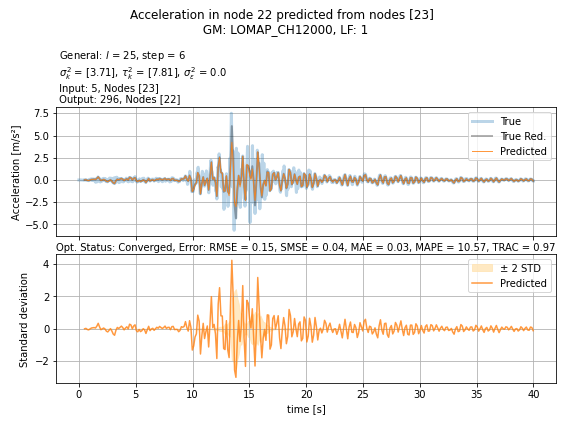 Acceleration in node 22 predicted from nodes [23]
GM: LOMAP_CH12000, LF: 1
General: l = 25, step = 6
σ²ₖ = [3.71], τ²ₖ = [7.81], σ²ε = 0.0
Input: 5, Nodes [23]
Output: 296, Nodes [22]
Acceleration [m/s²]
7.5
5.0
2.5
0.0
−2.5
−5.0
True
True Red.
Predicted
Opt. Status: Converged, Error: RMSE = 0.15, SMSE = 0.04, MAE = 0.03, MAPE = 10.57, TRAC = 0.97
Standard deviation
4
2
0
−2
± 2 STD
Predicted
0 5 10 15 20 25 30 35 40
time [s]